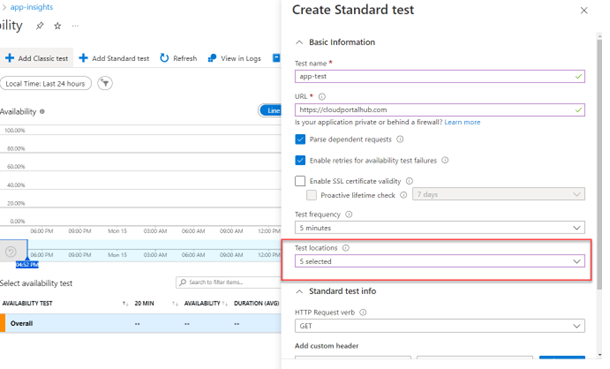 > app-insights
bility
Add Classic test
Add Standard test
Refresh
View in Logs
Local Time: Last 24 hours
Availability
Line
100.00%
80.00%
60.00%
40.00%
20.00%
0.00%
06:00 PM
09:00 PM
Mon 15
03:00 AM
06:00 AM
09:00 AM
12:00 PM
06:00 PM
09:00 PM
Mon 15
03:00 AM
06:00 AM
09:00 AM
12:00 PM
04:52 PM
Select availability test
Search to filter items...
AVAILABILITY TEST
20 MIN
AVAILABILITY
DURATION (AVG)
Overall
--
--
--
Create Standard test
Basic Information
Test name *
app-test
URL *
https://cloudportalhub.com
Is your application private or behind a firewall? Learn more
Parse dependent requests
Enable retries for availability test failures
Enable SSL certificate validity
Proactive lifetime check
7 days
Test frequency
5 minutes
Test locations
5 selected
Standard test info
HTTP Request verb
GET
Add custom header